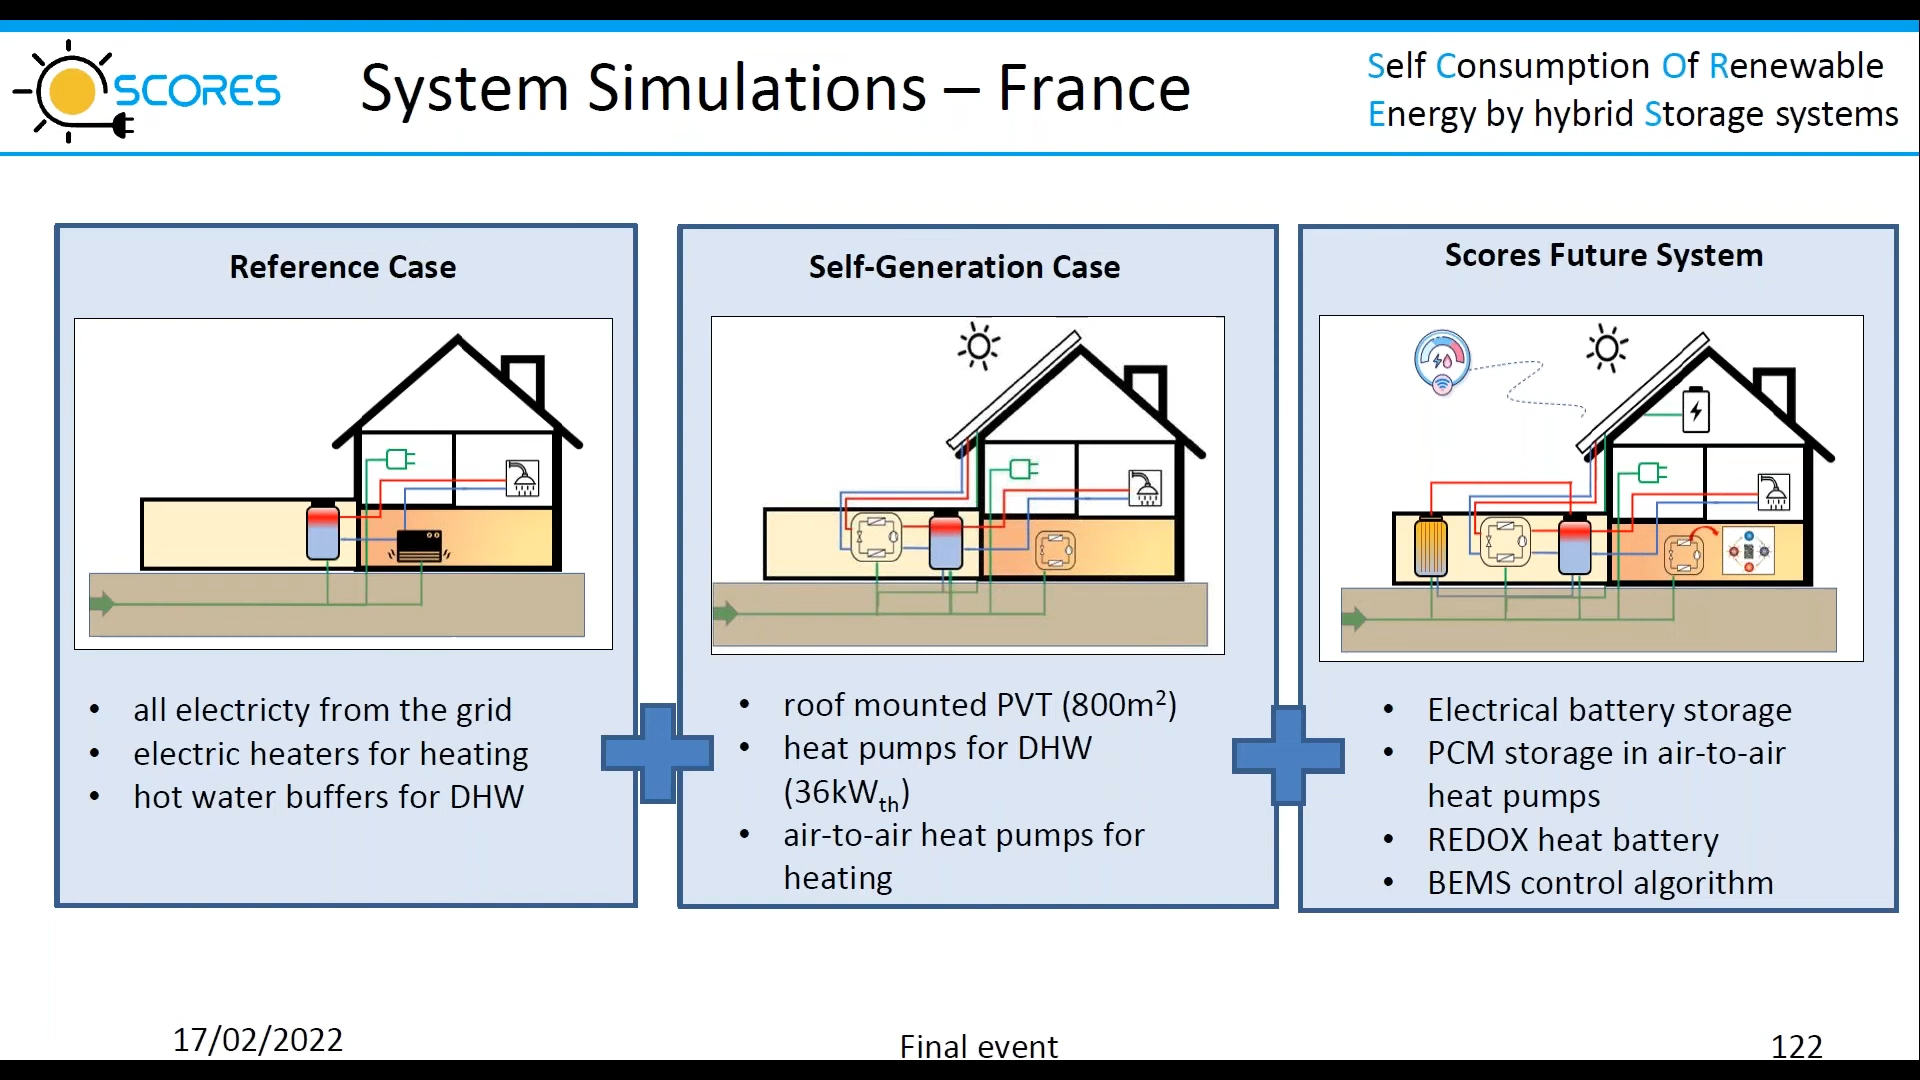 SCORES
System Simulations – France
Self Consumption Of Renewable
Energy by hybrid Storage systems
Reference Case
• all electricty from the grid
• electric heaters for heating
• hot water buffers for DHW
Self-Generation Case
• roof mounted PVT (800m²)
• heat pumps for DHW
(36kWth)
• air-to-air heat pumps for
heating
Scores Future System
• Electrical battery storage
• PCM storage in air-to-air
heat pumps
• REDOX heat battery
• BEMS control algorithm
17/02/2022
Final event
122